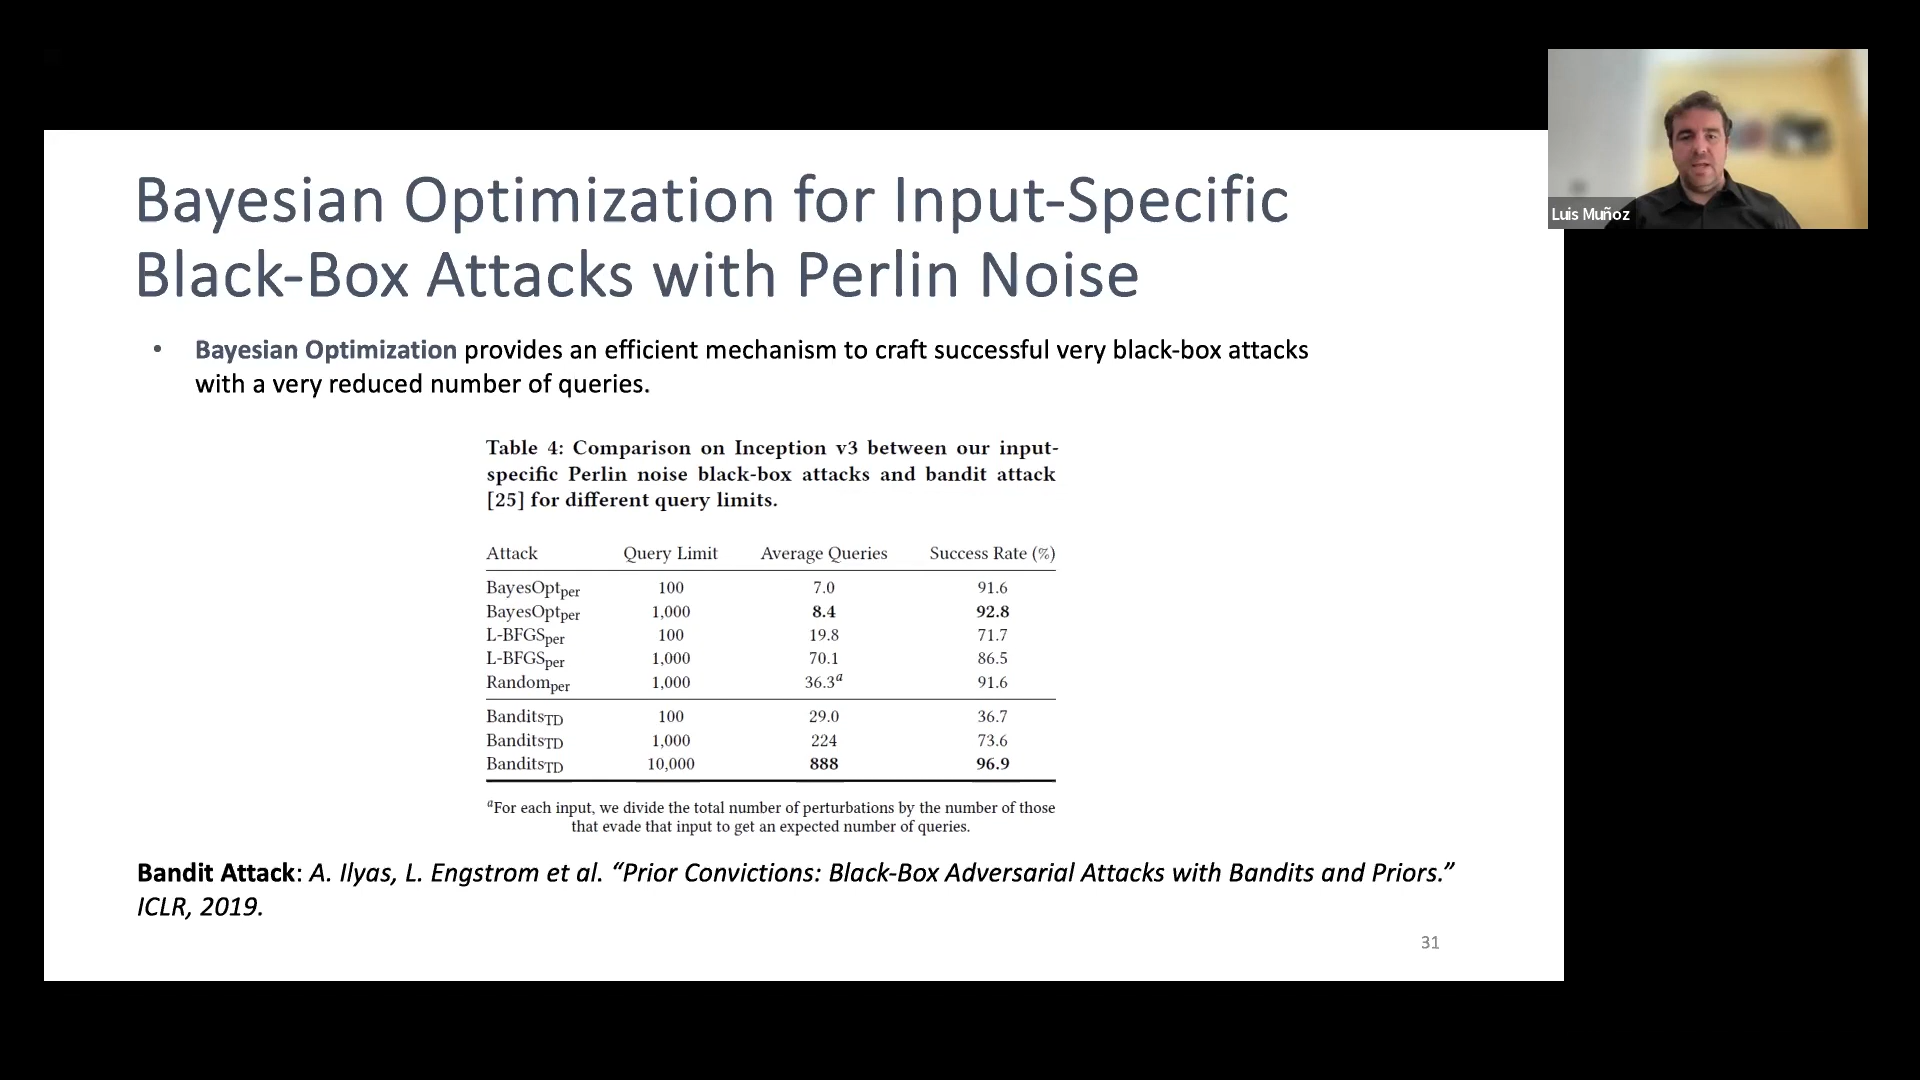 Bayesian Optimization for Input-Specific
Black-Box Attacks with Perlin Noise
Luis Muñoz
• Bayesian Optimization provides an efficient mechanism to craft successful very black-box attacks
with a very reduced number of queries.
Table 4: Comparison on Inception v3 between our input-
specific Perlin noise black-box attacks and bandit attack
[25] for different query limits.
Attack Query Limit Average Queries Success Rate (%)
BayesOptper 100 7.0 91.6
BayesOptper 1,000 8.4 92.8
L-BFGSper 100 19.8 71.7
L-BFGSper 1,000 70.1 86.5
Randomper 1,000 36.3a 91.6
BanditsTD 100 29.0 36.7
BanditsTD 1,000 224 73.6
BanditsTD 10,000 888 96.9
aFor each input, we divide the total number of perturbations by the number of those
that evade that input to get an expected number of queries.
Bandit Attack: A. Ilyas, L. Engstrom et al. “Prior Convictions: Black-Box Adversarial Attacks with Bandits and Priors.”
ICLR, 2019.
31